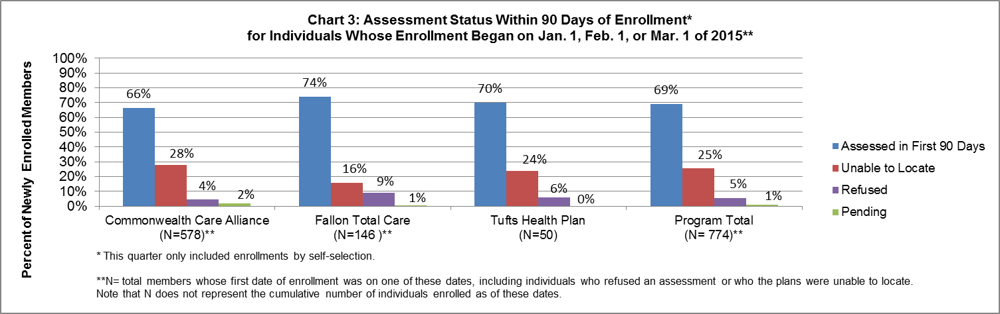 Chart 3: Assessment Status Within 90 Days of Enrollment*
for Individuals Whose Enrollment Began on Jan. 1, Feb. 1, or Mar. 1 of 2015**
Percent of Newly Enrolled Members
100%
90%
80%
70%
60%
50%
40%
30%
20%
10%
0%
66%
28%
4%
2%
74%
16%
9%
1%
70%
24%
6%
0%
69%
25%
5%
1%
Commonwealth Care Alliance
(N=578)**
Fallon Total Care
(N=146 )**
Tufts Health Plan
(N=50)
Program Total
(N= 774)**
Assessed in First 90 Days
Unable to Locate
Refused
Pending
* This quarter only included enrollments by self-selection.
**N= total members whose first date of enrollment was on one of these dates, including individuals who refused an assessment or who the plans were unable to locate.
Note that N does not represent the cumulative number of individuals enrolled as of these dates.